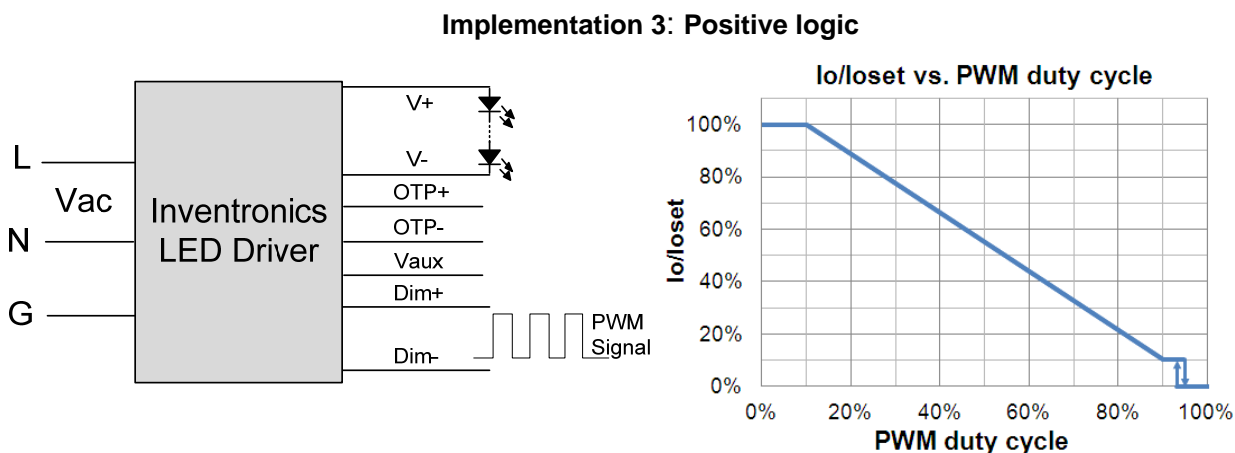 Implementation 3: Positive logic
L
Vac
N
G
Inventronics
LED Driver
V+
V-
OTP+
OTP-
Vaux
Dim+
Dim-
PWM
Signal
Io/Ioset vs. PWM duty cycle
Io/Ioset
100%
80%
60%
40%
20%
0%
0% 20% 40% 60% 80% 100%
PWM duty cycle